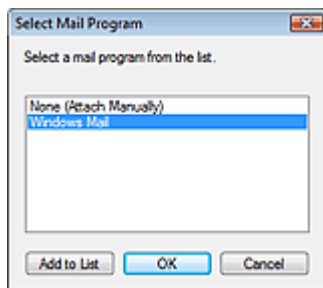 Select Mail Program
Select a mail program from the list.
None (Attach Manually)
Windows Mail
Add to List
OK
Cancel